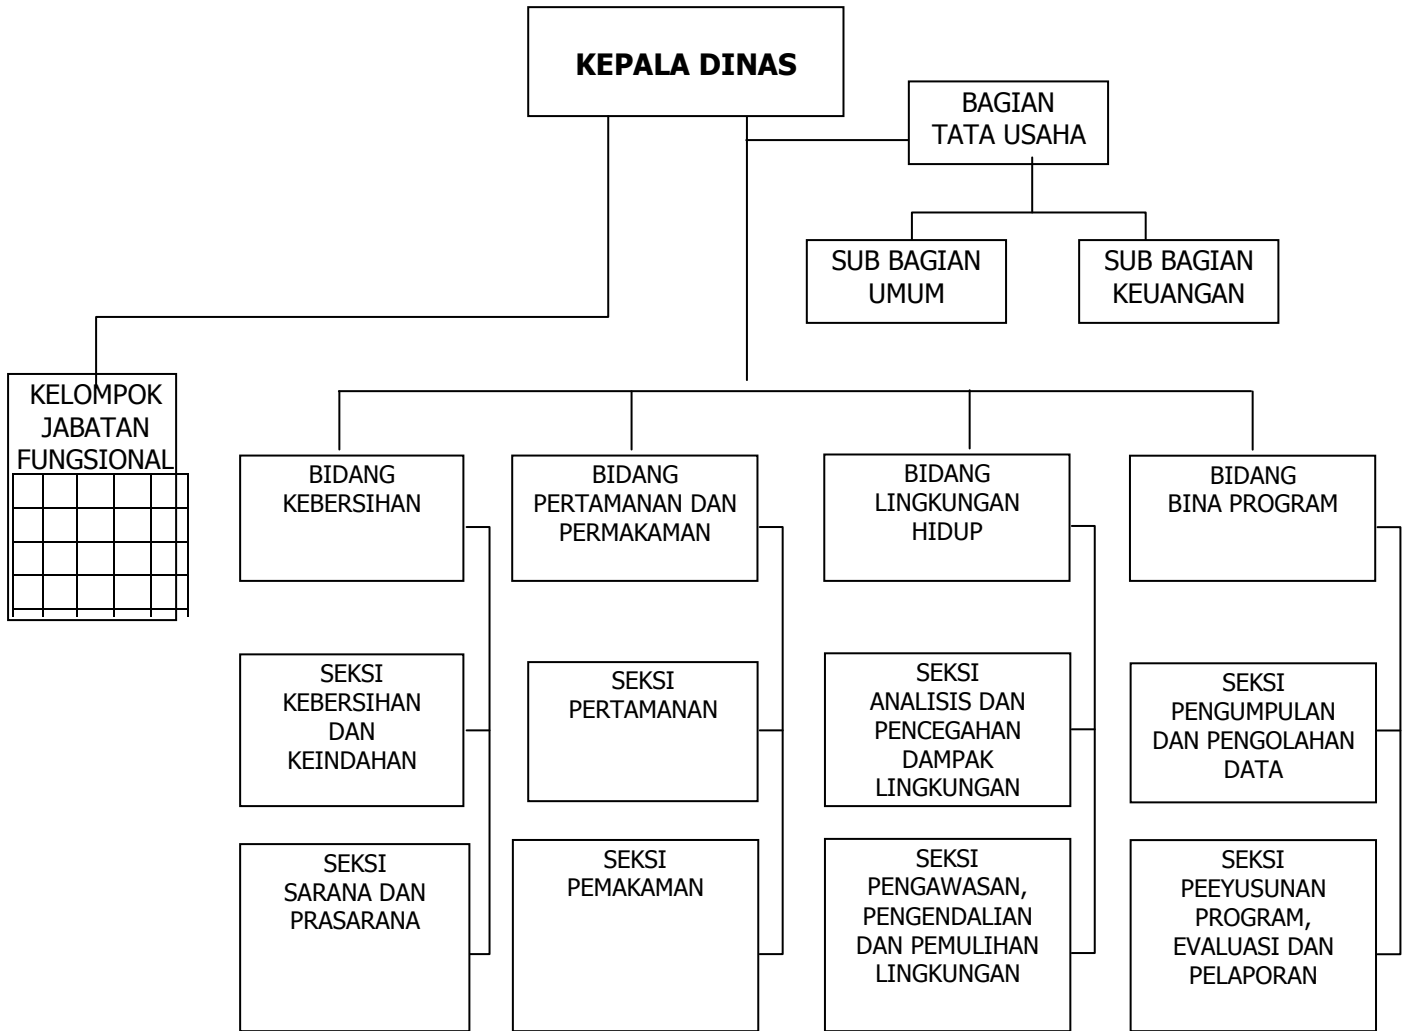 KEPALA DINAS
BAGIAN
TATA USAHA
SUB BAGIAN
UMUM
SUB BAGIAN
KEUANGAN
KELOMPOK
JABATAN
FUNGSIONAL
BIDANG
KEBERSIHAN
BIDANG
PERTAMANAN DAN
PERMAKAMAN
BIDANG
LINGKUNGAN
HIDUP
BIDANG
BINA PROGRAM
SEKSI
KEBERSIHAN
DAN
KEINDAHAN
SEKSI
PERTAMANAN
SEKSI
ANALISIS DAN
PENCEGAHAN
DAMPAK
LINGKUNGAN
SEKSI
PENGUMPULAN
DAN PENGOLAHAN
DATA
SEKSI
SARANA DAN
PRASARANA
SEKSI
PEMAKAMAN
SEKSI
PENGAWASAN,
PENGENDALIAN
DAN PEMULIHAN
LINGKUNGAN
SEKSI
PEEYUSUNAN
PROGRAM,
EVALUASI DAN
PELAPORAN